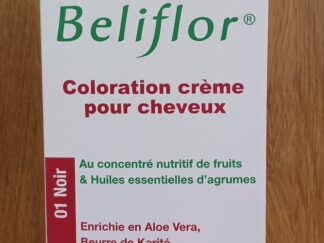 Beliflor®
Coloration crème
pour cheveux
01 Noir
Au concentré nutritif de fruits
& Huiles essentielles d'agrumes
Enrichie en Aloe Vera,
Beurre de Karité